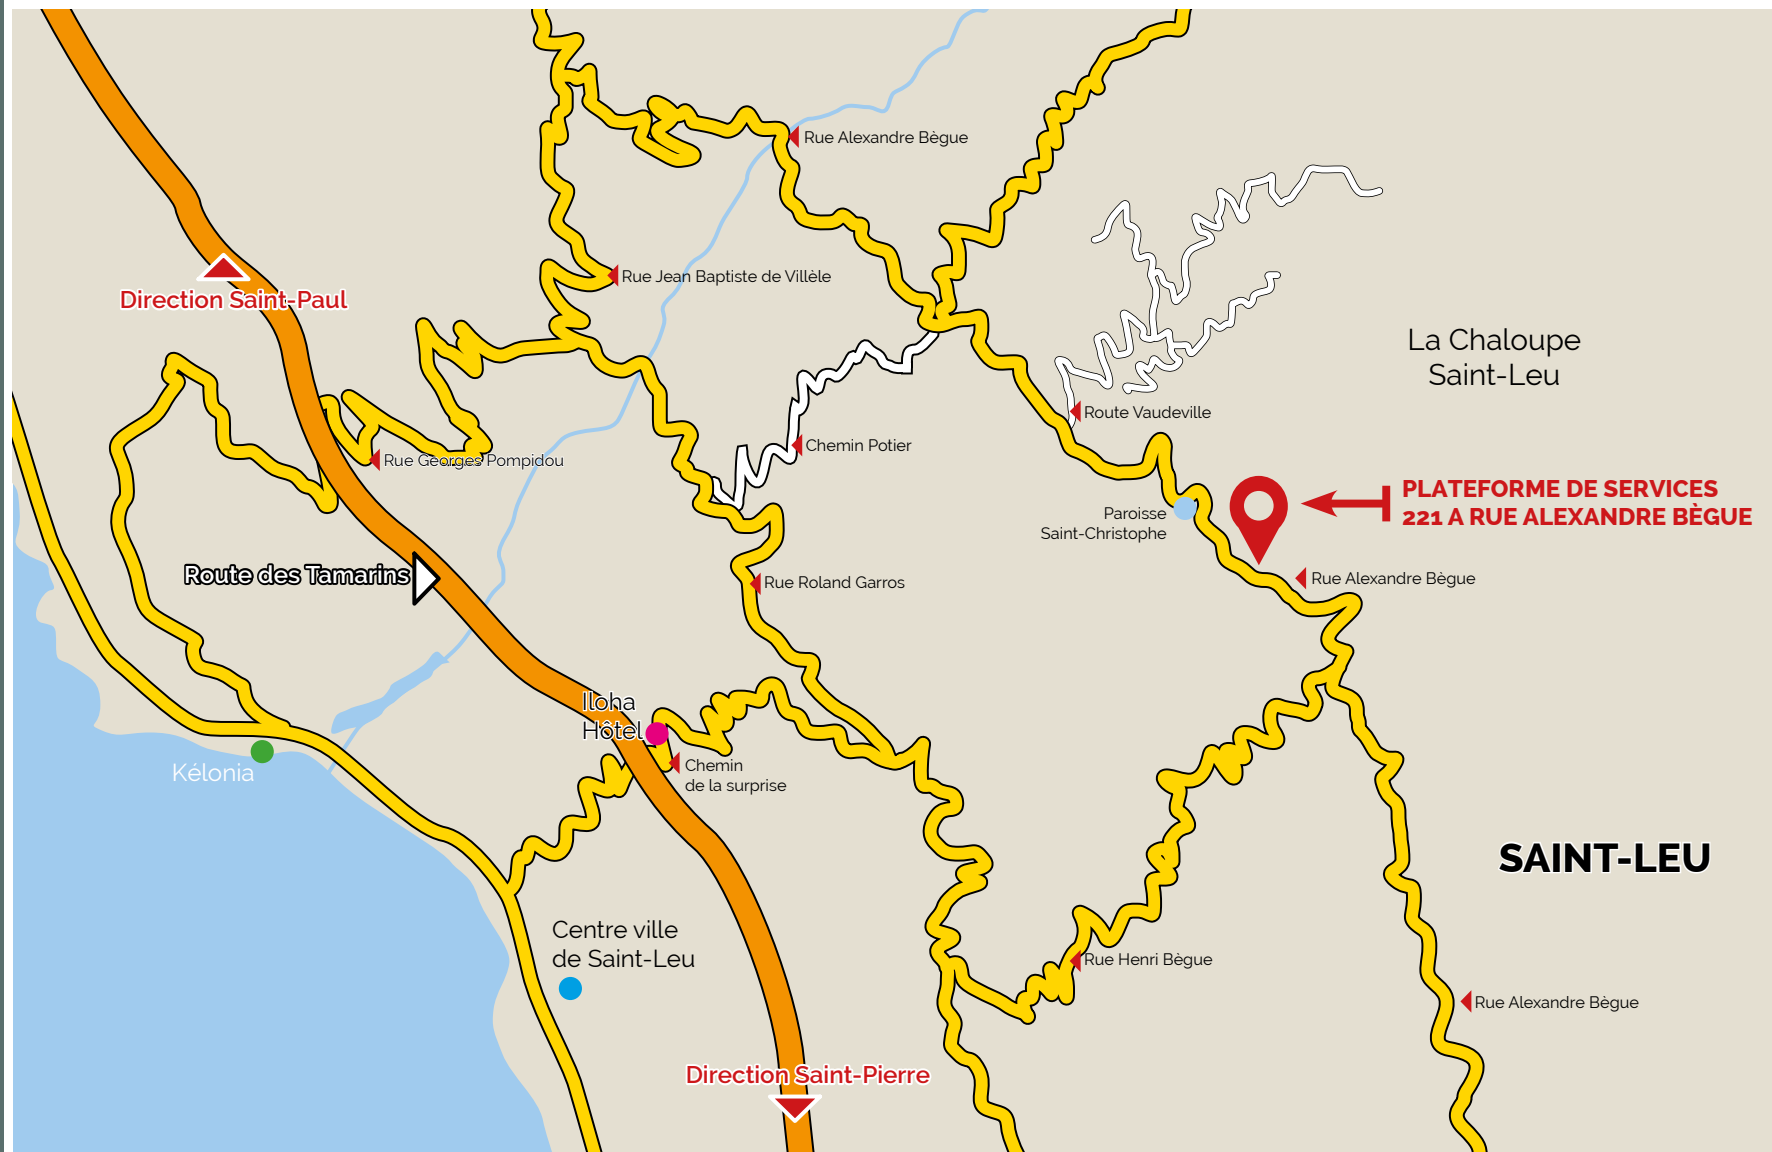 Rue Alexandre Bègue
Rue Jean Baptiste de Villèle
Direction Saint-Paul
La Chaloupe
Saint-Leu
Route Vaudeville
Chemin Potier
Rue Georges Pompidou
PLATEFORME DE SERVICES
221 A RUE ALEXANDRE BÈGUE
Paroisse
Saint-Christophe
Route des Tamarins
Rue Roland Garros
Rue Alexandre Bègue
Iloha
Hôtel
Kélonia
Chemin
de la surprise
SAINT-LEU
Centre ville
de Saint-Leu
Rue Henri Bègue
Rue Alexandre Bègue
Direction Saint-Pierre